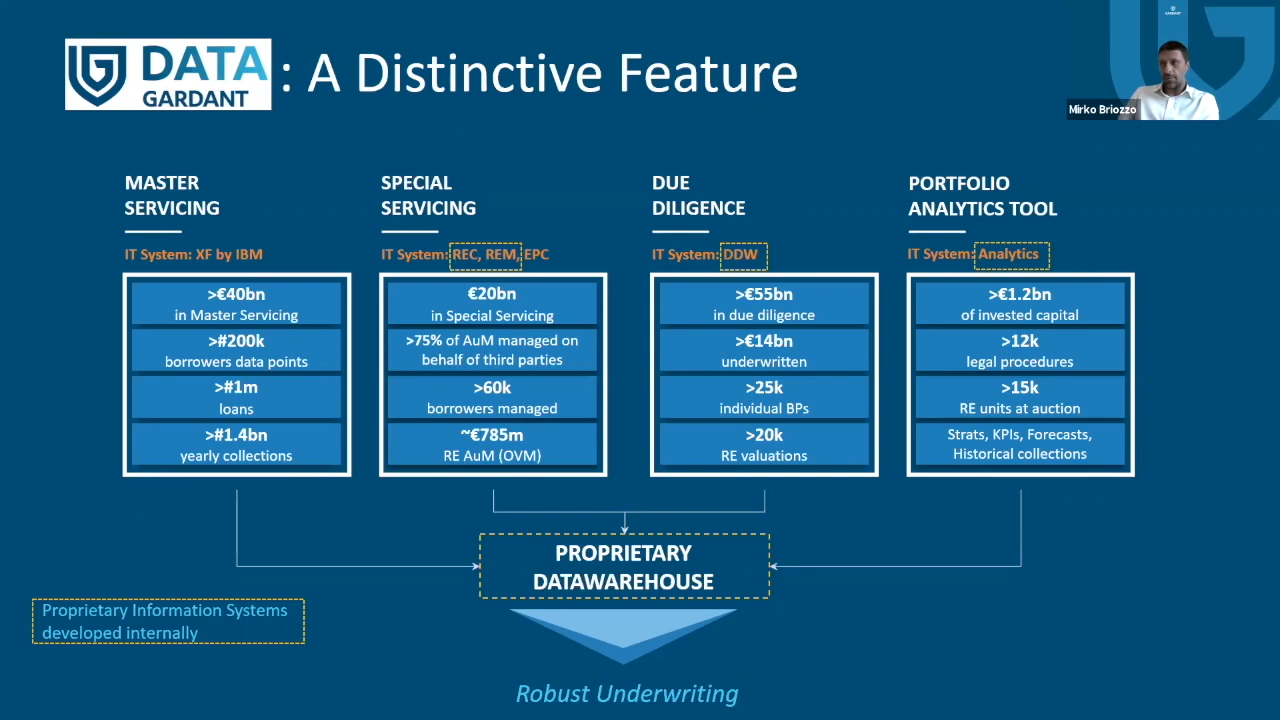 DATA
GARDANT
: A Distinctive Feature
GARDANT
Mirko Briozzo
MASTER
SERVICING
IT System: XF by IBM
>€40bn
in Master Servicing
>#200k
borrowers data points
>#1m
loans
>#1.4bn
yearly collections
SPECIAL
SERVICING
IT System: REC, REM, EPC
€20bn
in Special Servicing
>75% of AuM managed on
behalf of third parties
>60k
borrowers managed
~€785m
RE AuM (OVM)
DUE
DILIGENCE
IT System: DDW
>€55bn
in due diligence
>€14bn
underwritten
>25k
individual BPs
>20k
RE valuations
PORTFOLIO
ANALYTICS TOOL
IT System: Analytics
>€1.2bn
of invested capital
>12k
legal procedures
>15k
RE units at auction
Strats, KPIs, Forecasts,
Historical collections
PROPRIETARY
DATAWAREHOUSE
Proprietary Information Systems
developed internally
Robust Underwriting